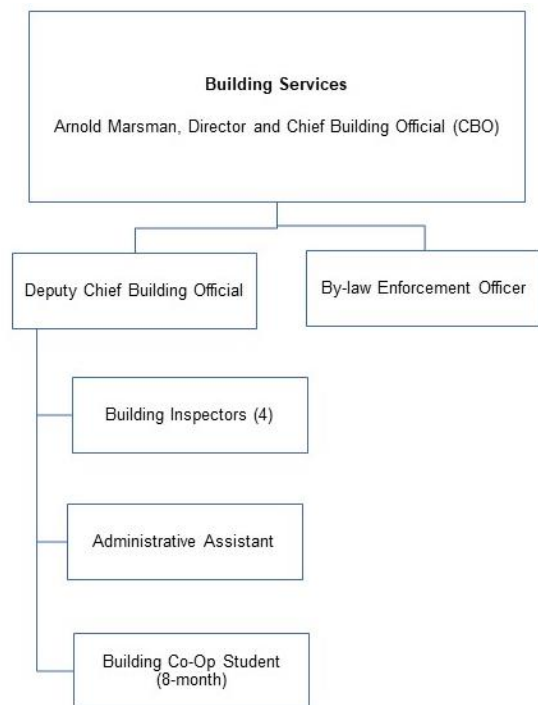 Building Services
Arnold Marsman, Director and Chief Building Official (CBO)
Deputy Chief Building Official
By-law Enforcement Officer
Building Inspectors (4)
Administrative Assistant
Building Co-Op Student
(8-month)